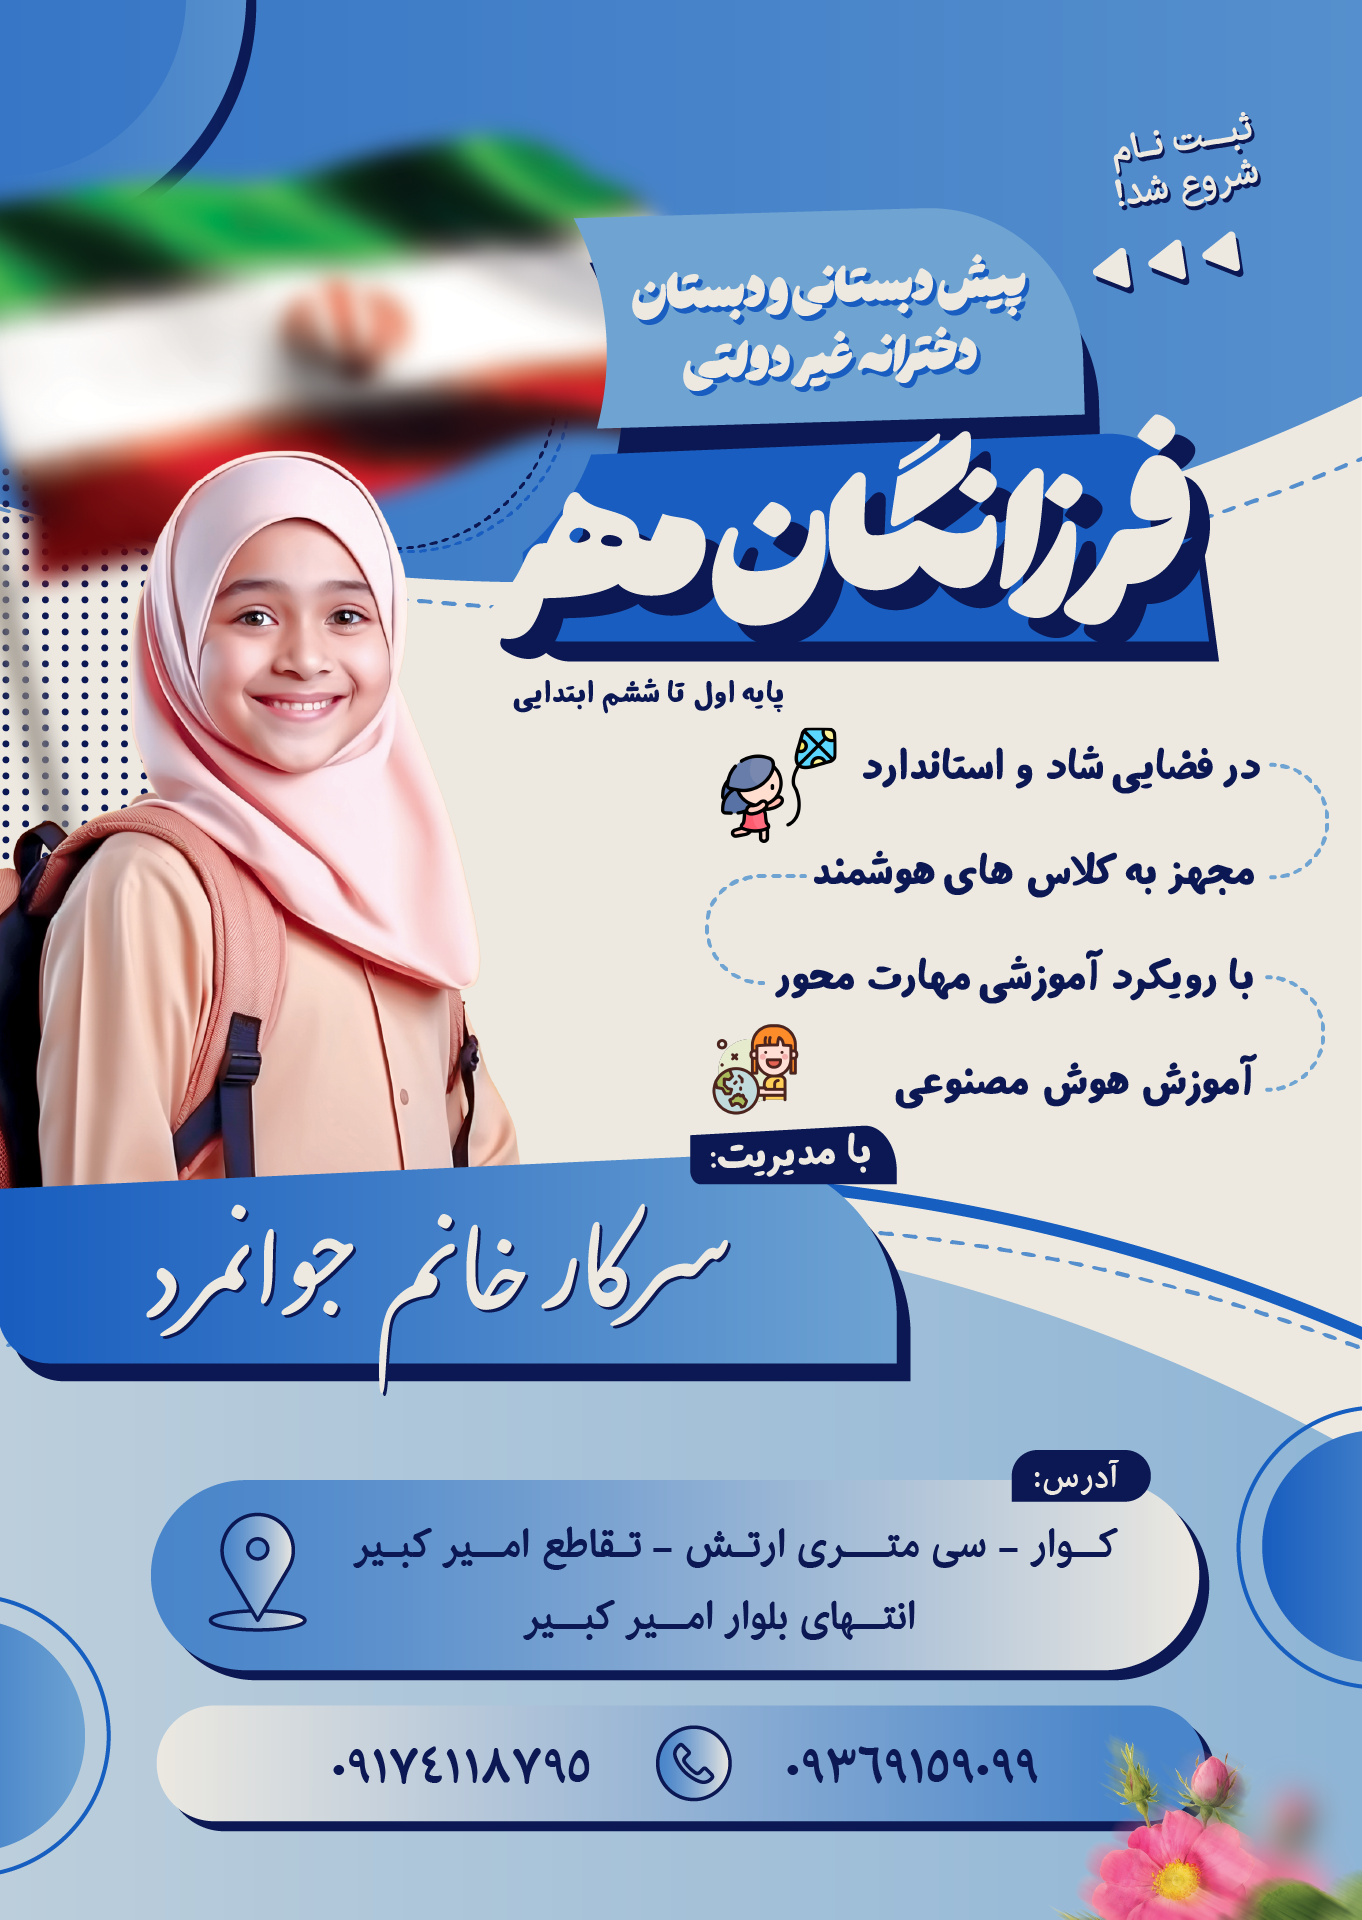 ثبت نام
شروع شد!
پیش دبستانی و دبستان
دخترانه غیر دولتی
فرزانگان مهر
پایه اول تا ششم ابتدایی
در فضایی شاد و استاندارد
مجهز به کلاس های هوشمند
با رویکرد آموزشی مهارت محور
آموزش هوش مصنوعی
با مدیریت:
سرکار خانم جوانمرد
آدرس:
کوار - سی متری ارتش - تقاطع امیر کبیر
انتهای بلوار امیر کبیر
۰۹۳۶۹۱۵۹۰۹۹
۰۹۱۷۴۱۱۸۷۹۵